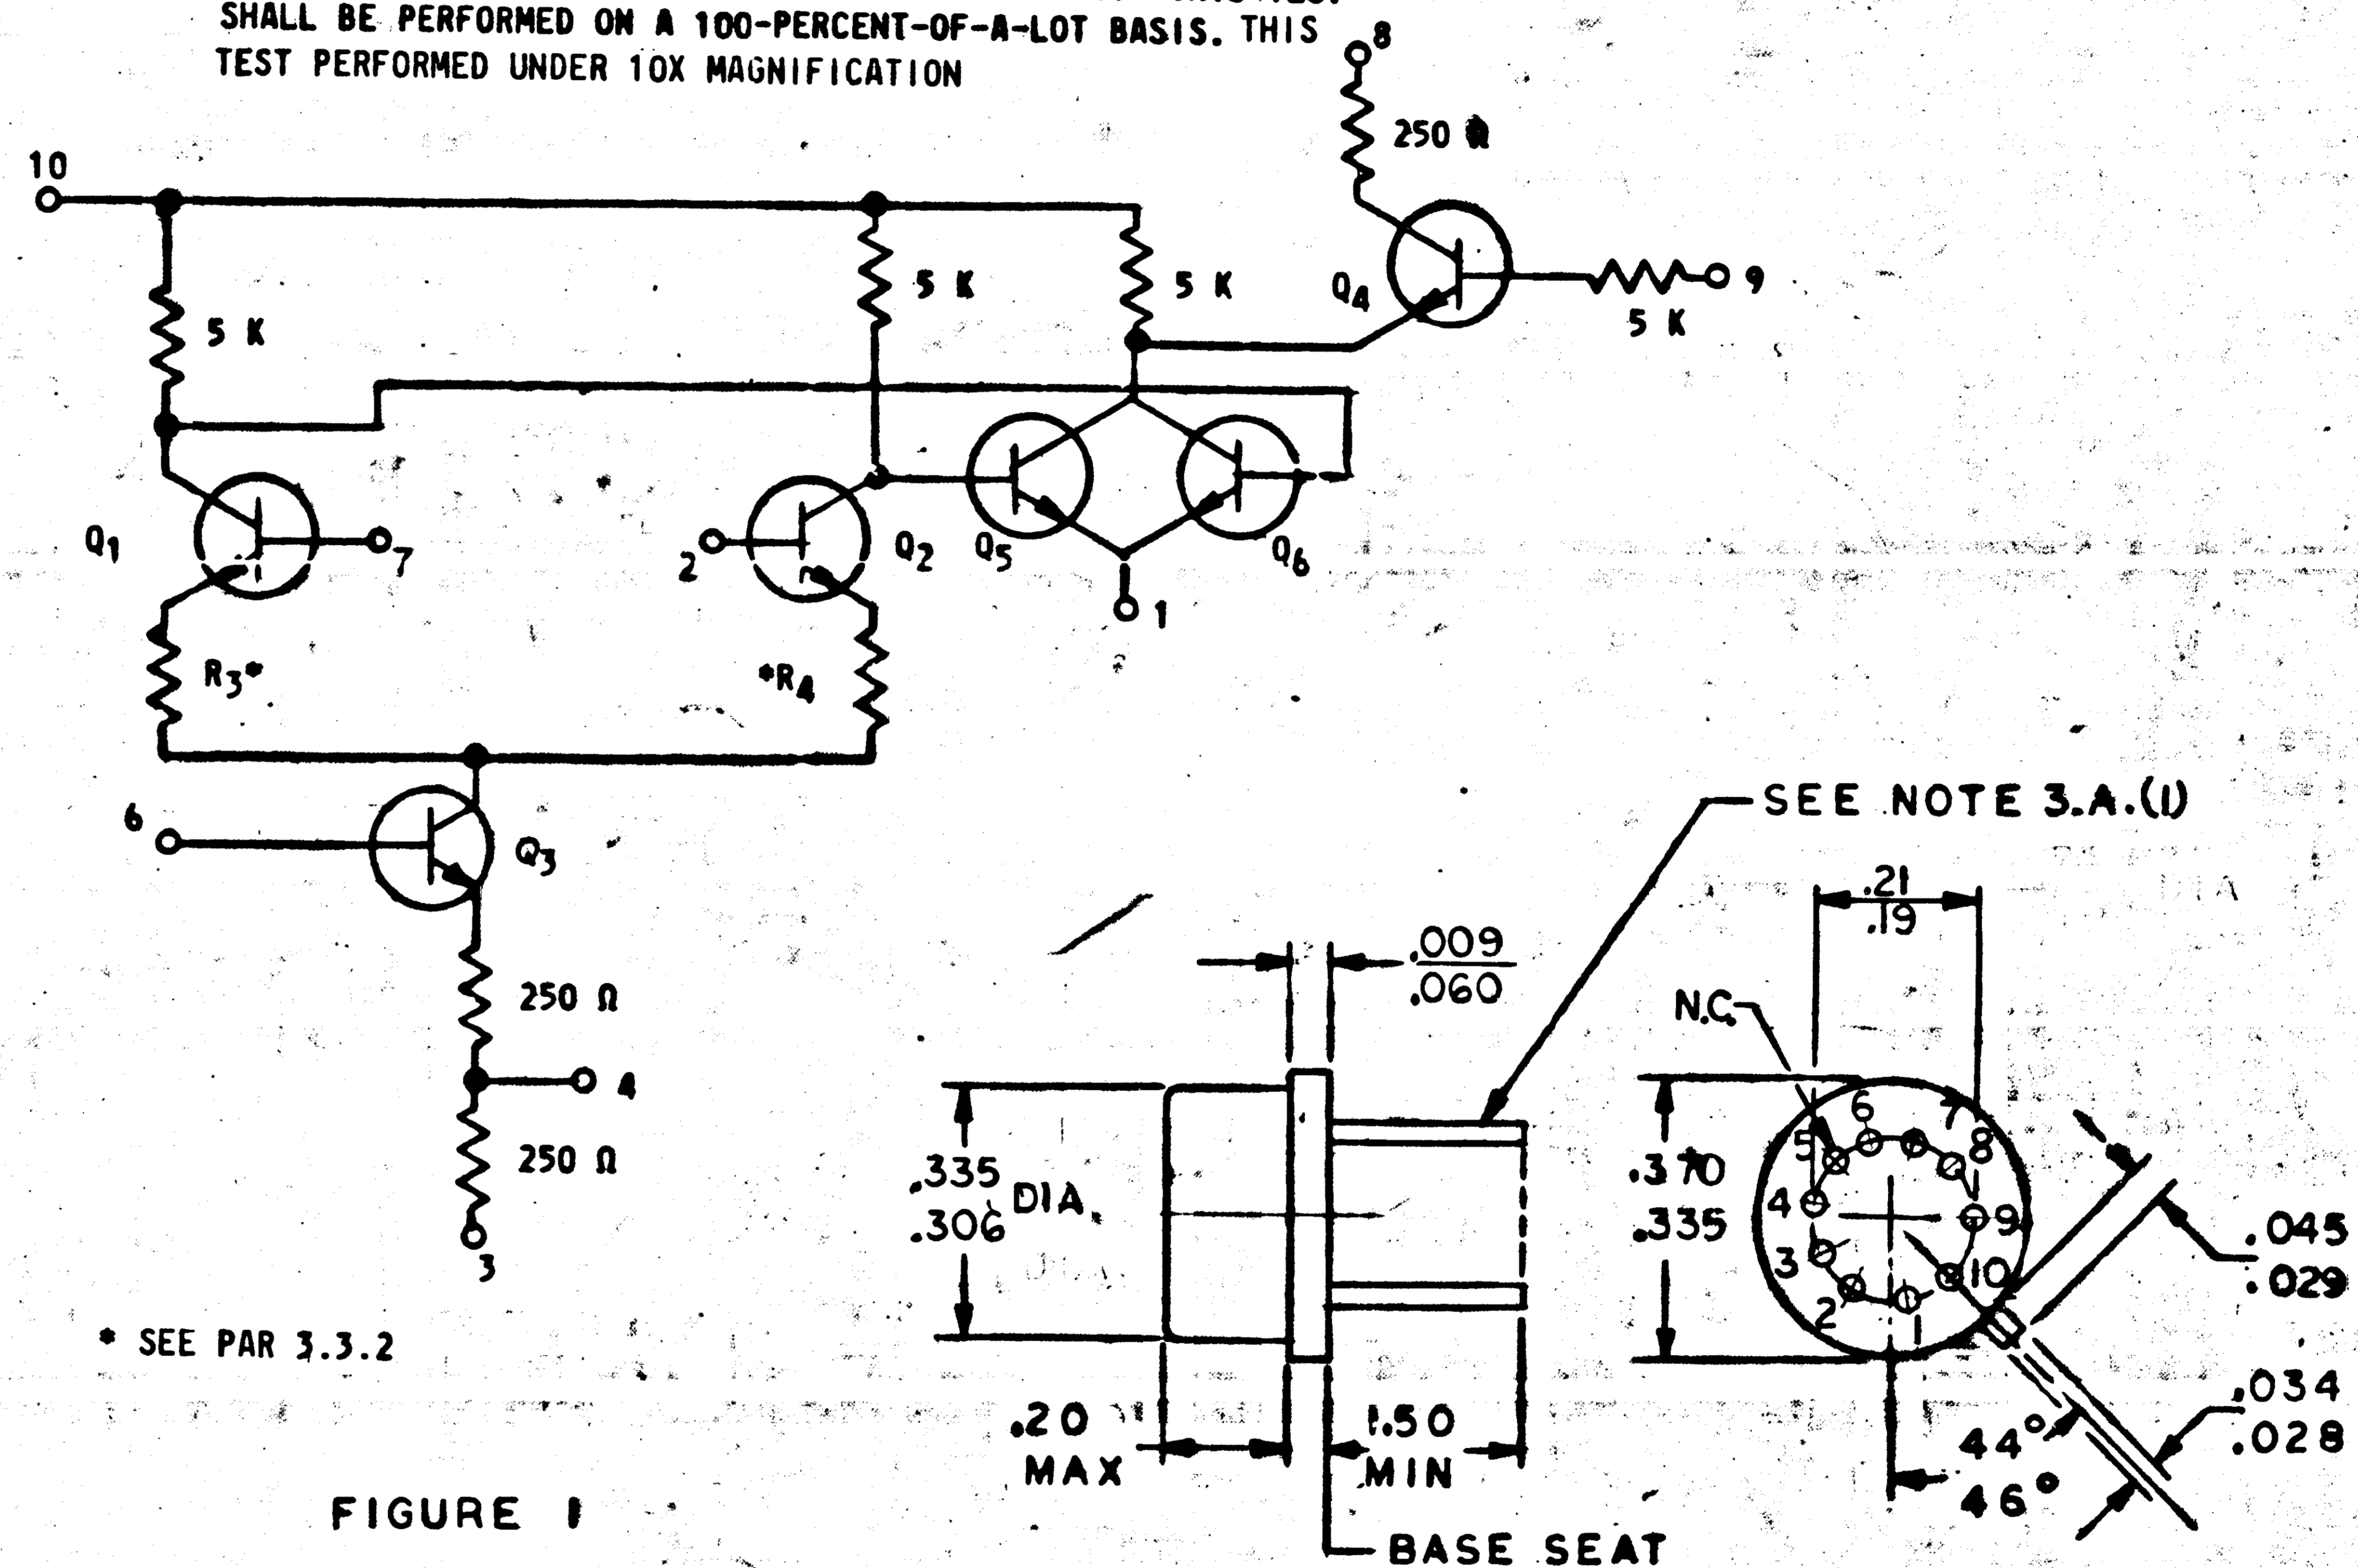 SHALL BE PERFORMED ON A 100-PERCENT-OF-A-LOT BASIS. THIS
TEST PERFORMED UNDER 10X MAGNIFICATION
8
250 Ω
10
5 K
5 K
5 K
Q4
9
5 K
Q1
7
2
Q2
Q5
Q6
1
R3*
*R4
6
Q3
250 Ω
4
250 Ω
3
* SEE PAR 3.3.2
FIGURE 1
SEE NOTE 3.A.(1)
.21
.19
.009
.060
N.C.
.335
.306
DIA.
.370
.335
6
7
5
8
4
9
3
10
2
1
.045
.029
.034
.028
44°
46°
.20
MAX
1.50
MIN
BASE SEAT